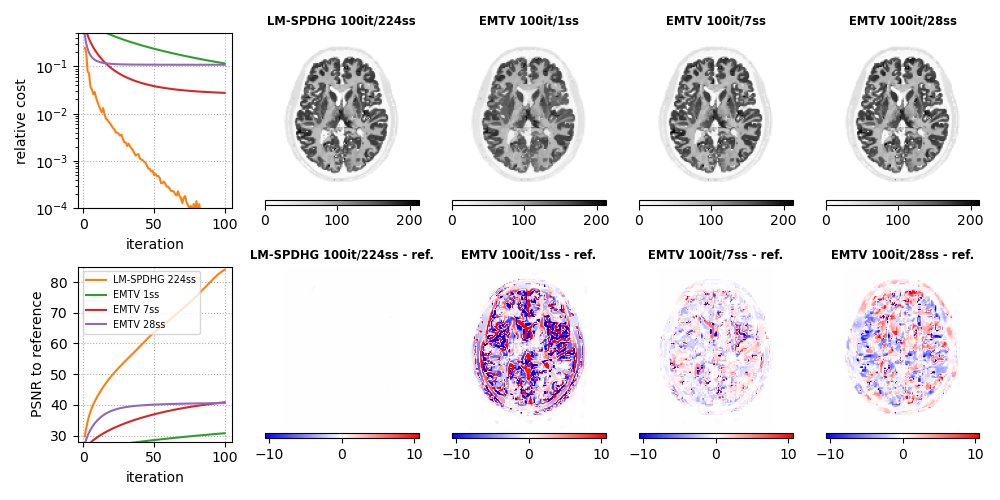 LM-SPDHG 100it/224ss
EMTV 100it/1ss
EMTV 100it/7ss
EMTV 100it/28ss
relative cost
10⁻¹
10⁻²
10⁻³
10⁻⁴
0 50 100
iteration
0 100 200
0 100 200
0 100 200
0 100 200
LM-SPDHG 100it/224ss - ref.
EMTV 100it/1ss - ref.
EMTV 100it/7ss - ref.
EMTV 100it/28ss - ref.
PSNR to reference
80
70
60
50
40
30
LM-SPDHG 224ss
EMTV 1ss
EMTV 7ss
EMTV 28ss
0 50 100
iteration
−10 0 10
−10 0 10
−10 0 10
−10 0 10